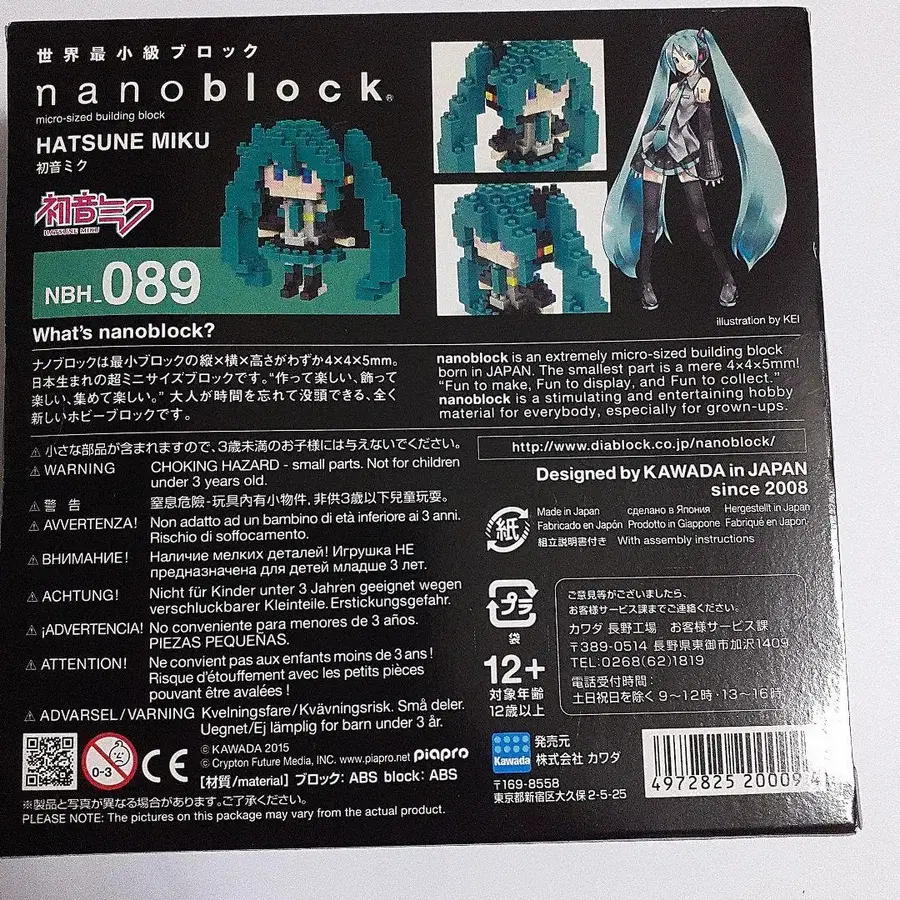 世界最小級ブロック
nanoblock®
micro-sized building block
HATSUNE MIKU
初音ミク
初音ミク
HATSUNE MIKU
NBH_089
illustration by KEI
What's nanoblock?
ナノブロックは最小ブロックの縦×横×高さがわずか4×4×5mm。
日本生まれの超ミニサイズブロックです。“作って楽しい、飾って
楽しい、集めて楽しい。” 大人が時間を忘れて没頭できる、全く
新しいホビーブロックです。
nanoblock is an extremely micro-sized building block
born in JAPAN. The smallest part is a mere 4×4×5mm!
“Fun to make, Fun to display, and Fun to collect.”
nanoblock is a stimulating and entertaining hobby
material for everybody, especially for grown-ups.
⚠ 小さな部品が含まれますので、3歳未満のお子様には与えないでください。
⚠ WARNING CHOKING HAZARD - small parts. Not for children
under 3 years old.
⚠ 警 告 窒息危險 - 玩具內有小物件. 非供3歲以下兒童玩耍.
⚠ AVVERTENZA! Non adatto ad un bambino di età inferiore ai 3 anni.
Rischio di soffocamento.
⚠ ВНИМАНИЕ! Наличие мелких деталей! Игрушка НЕ
предназначена для детей младше 3 лет.
⚠ ACHTUNG! Nicht für Kinder unter 3 Jahren geeignet wegen
verschluckbarer Kleinteile. Erstickungsgefahr.
⚠ ¡ADVERTENCIA! No conveniente para menores de 3 años.
PIEZAS PEQUEÑAS.
⚠ ATTENTION! Ne convient pas aux enfants moins de 3 ans !
Risque d'étouffement avec les petits pièces
pouvant être avalées !
⚠ ADVARSEL/VARNING Kvelningsfare/Kvävningsrisk. Små deler.
Uegnet/Ej lämplig for barn under 3 år.
http://www.diablock.co.jp/nanoblock/
Designed by KAWADA in JAPAN
since 2008
紙
Made in Japan сделано в Япония Hergestellt in Japan
Fabricado en Japón Prodotto in Giappone Fabriqué en Japon
組立説明書付き With assembly instructions
プラ
袋
12+
対象年齢
12歳以上
ご意見等がございましたら、
お客様サービス課までご連絡ください。
カワダ 長野工場 お客様サービス課
〒389-0514 長野県東御市加沢1409
TEL:0268(62)1819
電話受付時間：
土日祝日を除く 9～12時・13～16時
0-3
CE
© KAWADA 2015
© Crypton Future Media, INC. www.piapro.net piapro
【材質/material】ブロック：ABS block: ABS
※製品と写真が異なる場合があります。ご了承ください。
PLEASE NOTE: The pictures on this package may vary from the actual product.
Kawada
発売元
株式会社 カワダ
〒169-8558
東京都新宿区大久保2-5-25
4972825 200094